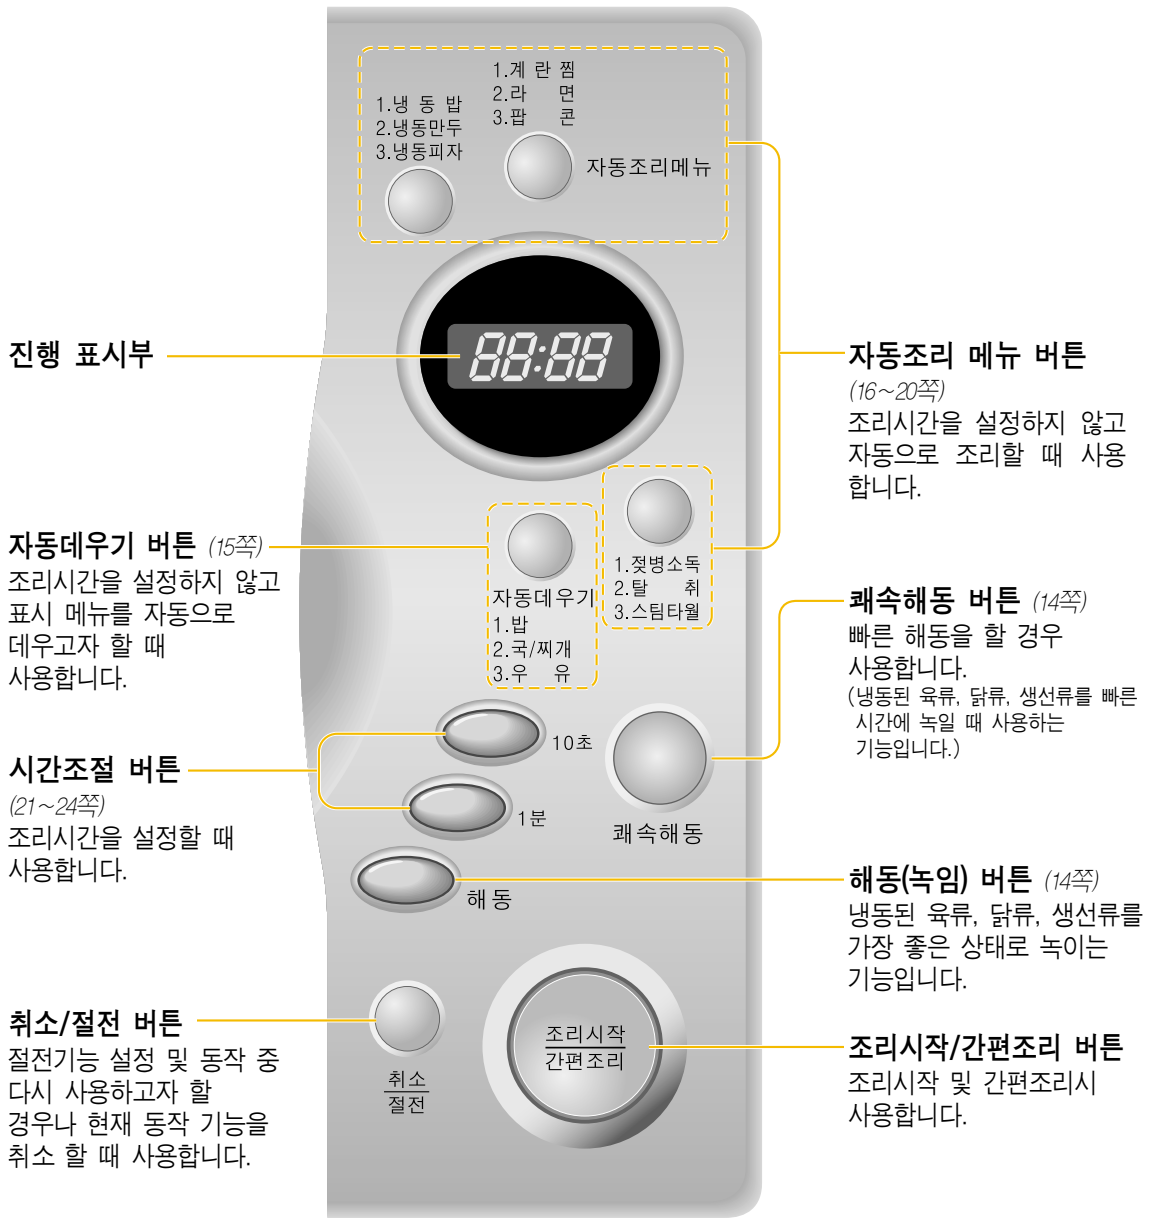 1.계 란 찜
2.라 면
3.팝 콘
1.냉 동 밥
2.냉동만두
3.냉동피자
자동조리메뉴
88:88
진행 표시부
자동조리 메뉴 버튼
(16~20쪽)
조리시간을 설정하지 않고
자동으로 조리할 때 사용
합니다.
자동데우기 버튼 (15쪽)
조리시간을 설정하지 않고
표시 메뉴를 자동으로
데우고자 할 때
사용합니다.
자동데우기
1.밥
2.국/찌개
3.우 유
1.젖병소독
2.탈 취
3.스팀타월
쾌속해동 버튼 (14쪽)
빠른 해동을 할 경우
사용합니다.
(냉동된 육류, 닭류, 생선류를 빠른
시간에 녹일 때 사용하는
기능입니다.)
시간조절 버튼
(21~24쪽)
조리시간을 설정할 때
사용합니다.
10초
1분
쾌속해동
해동
해동(녹임) 버튼 (14쪽)
냉동된 육류, 닭류, 생선류를
가장 좋은 상태로 녹이는
기능입니다.
취소/절전 버튼
절전기능 설정 및 동작 중
다시 사용하고자 할
경우나 현재 동작 기능을
취소 할 때 사용합니다.
취소
절전
조리시작
간편조리
조리시작/간편조리 버튼
조리시작 및 간편조리시
사용합니다.